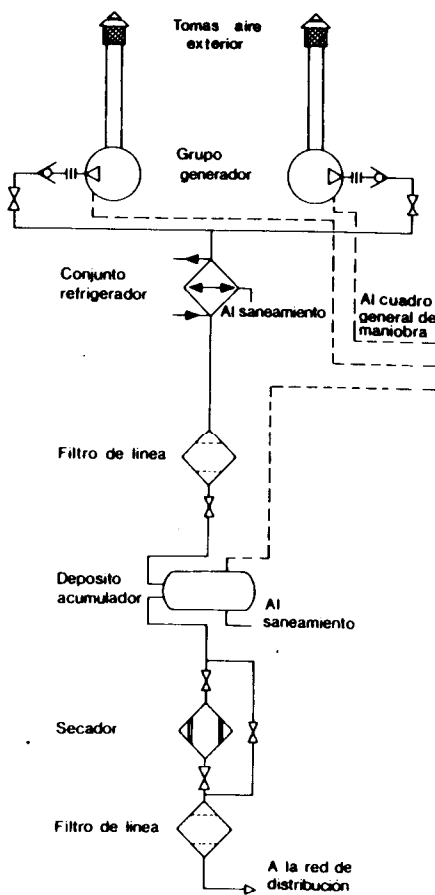 Tomas aire
exterior
Grupo
generador
Conjunto
refrigerador
Al saneamiento
Al cuadro
general de
maniobra
Filtro de linea
Deposito
acumulador
Al
saneamiento
Secador
Filtro de linea
A la red de
distribución